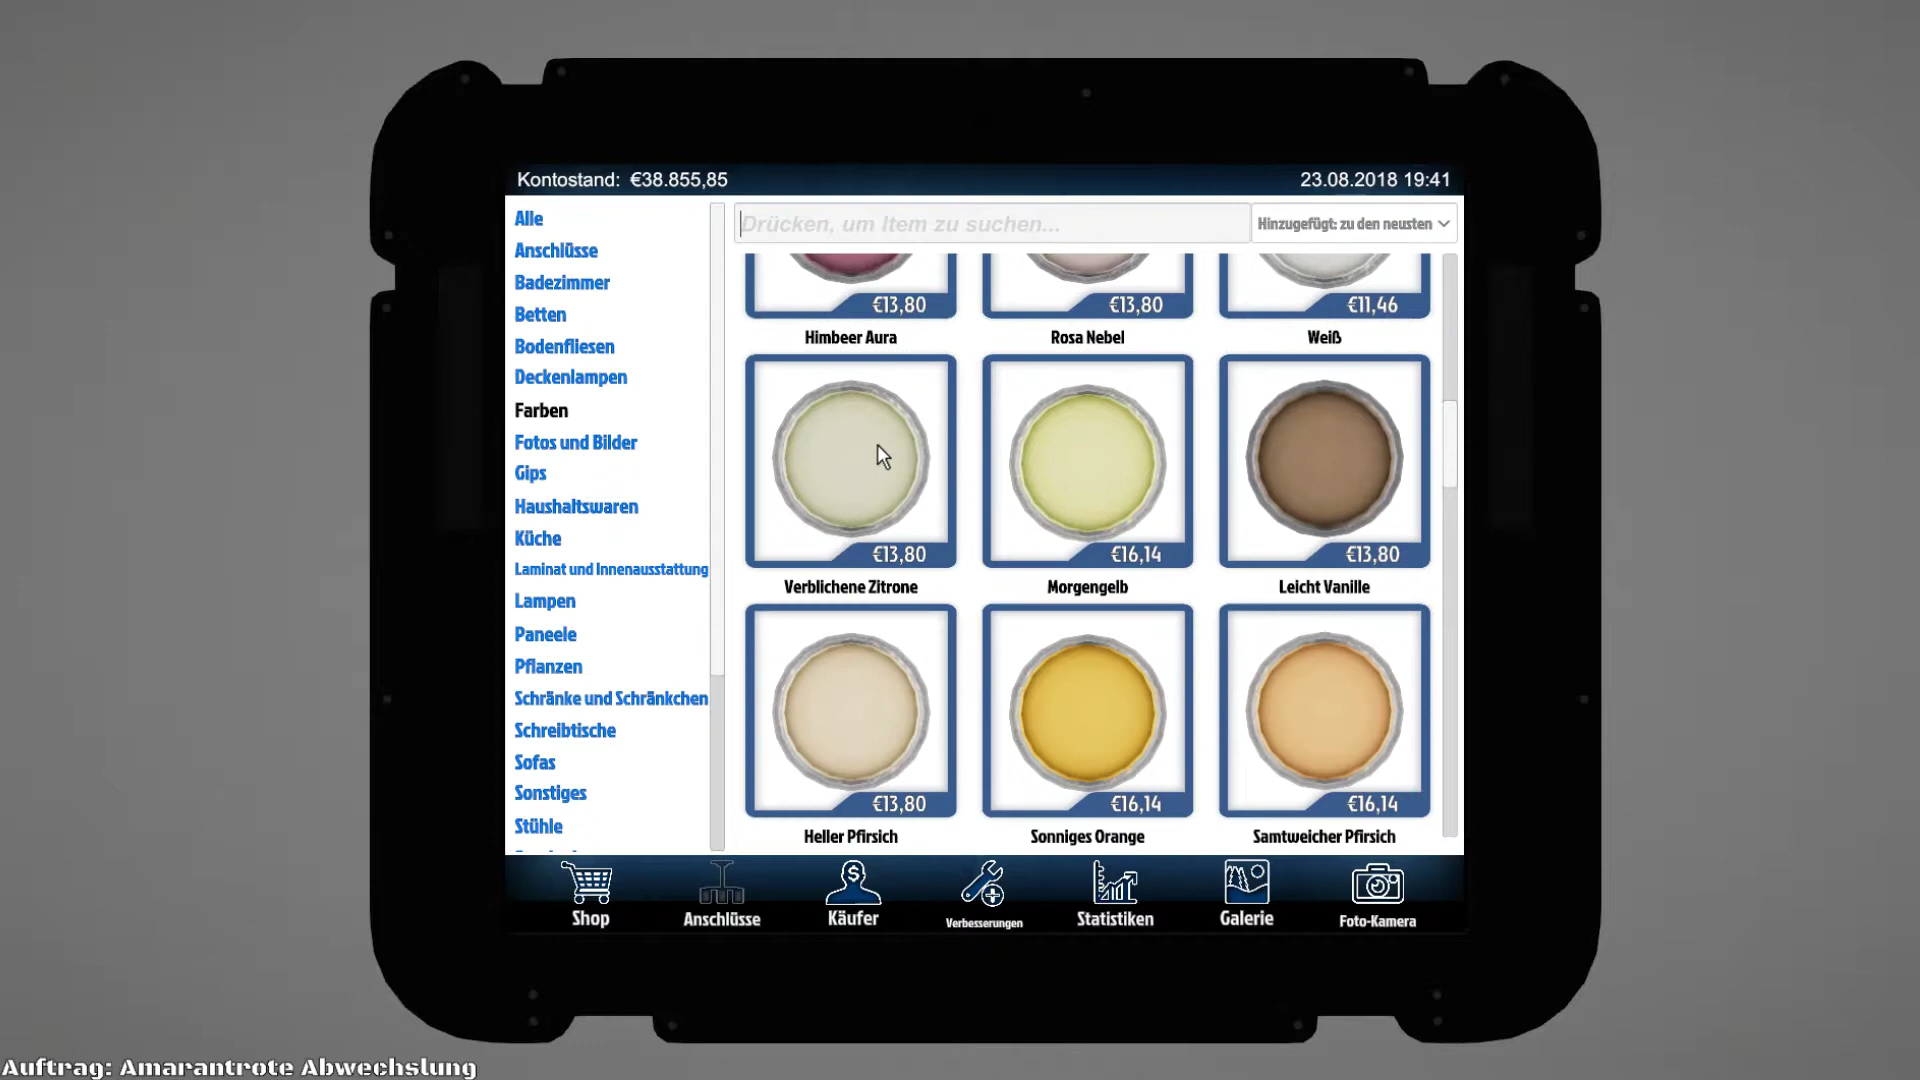 Kontostand: €38.855,85
23.08.2018 19:41
Alle
Anschlüsse
Badezimmer
Betten
Bodenfliesen
Deckenlampen
Farben
Fotos und Bilder
Gips
Haushaltswaren
Küche
Laminat und Innenausstattung
Lampen
Paneele
Pflanzen
Schränke und Schränkchen
Schreibtische
Sofas
Sonstiges
Stühle
Drücken, um Item zu suchen...
Hinzugefügt: zu den neusten
€13,80
€13,80
€11,46
Himbeer Aura
Rosa Nebel
Weiß
€13,80
€16,14
€13,80
Verblichene Zitrone
Morgengelb
Leicht Vanille
€13,80
€16,14
€16,14
Heller Pfirsich
Sonniges Orange
Samtweicher Pfirsich
Shop
Anschlüsse
Käufer
Verbesserungen
Statistiken
Galerie
Foto-Kamera
Auftrag: Amarantrote Abwechslung